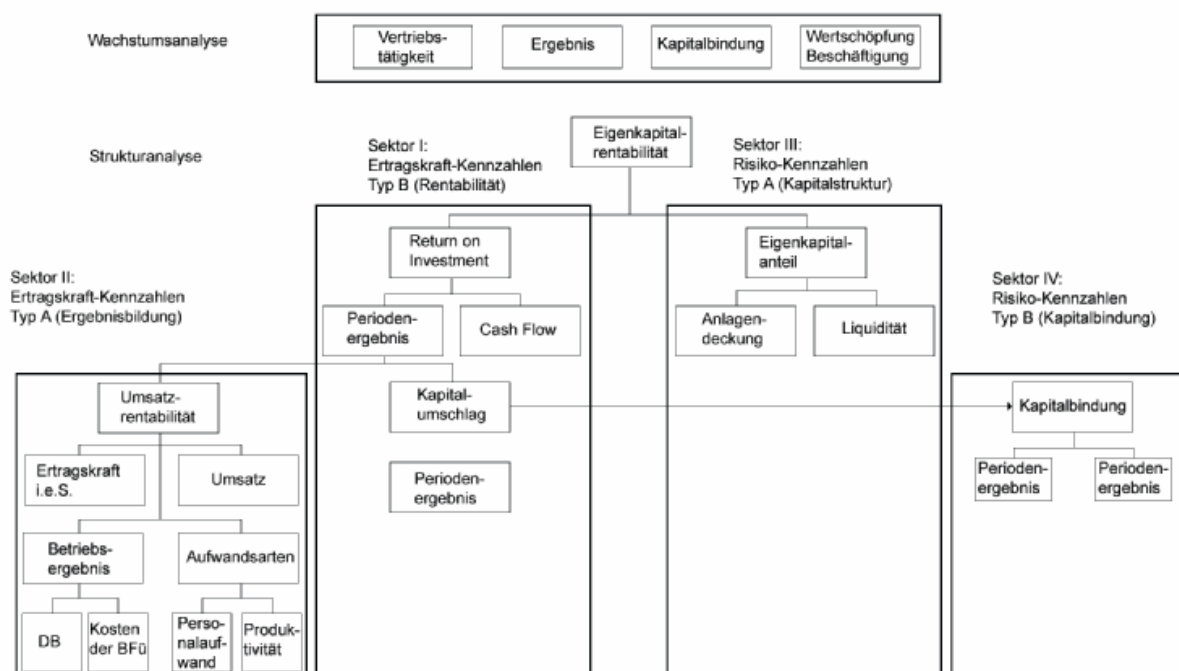 Wachstumsanalyse
Vertriebs-
tätigkeit
Ergebnis
Kapitalbindung
Wertschöpfung
Beschäftigung
Strukturanalyse
Sektor I:
Ertragskraft-Kennzahlen
Typ B (Rentabilität)
Eigenkapital-
rentabilität
Sektor III:
Risiko-Kennzahlen
Typ A (Kapitalstruktur)
Return on
Investment
Eigenkapital-
anteil
Sektor II:
Ertragskraft-Kennzahlen
Typ A (Ergebnisbildung)
Sektor IV:
Risiko-Kennzahlen
Typ B (Kapitalbindung)
Perioden-
ergebnis
Cash Flow
Anlagen-
deckung
Liquidität
Umsatz-
rentabilität
Kapital-
umschlag
Kapitalbindung
Ertragskraft
i.e.S.
Umsatz
Perioden-
ergebnis
Perioden-
ergebnis
Perioden-
ergebnis
Betriebs-
ergebnis
Aufwandsarten
DB
Kosten
der BFü
Perso-
nalauf-
wand
Produk-
tivität